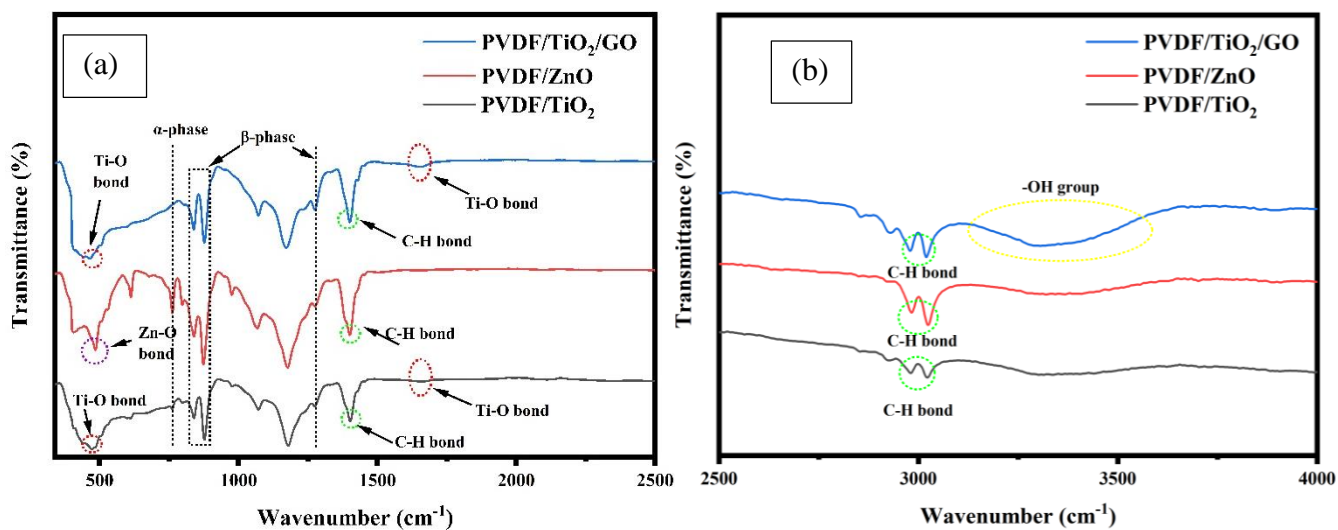 (a)
PVDF/TiO₂/GO
PVDF/ZnO
PVDF/TiO₂
α-phase
β-phase
Ti-O
bond
Ti-O bond
C-H bond
Zn-O
bond
C-H bond
Ti-O bond
Ti-O bond
C-H bond
Transmittance (%)
500
1000
1500
2000
2500
Wavenumber (cm⁻¹)
(b)
PVDF/TiO₂/GO
PVDF/ZnO
PVDF/TiO₂
-OH group
C-H bond
C-H bond
C-H bond
Transmittance (%)
2500
3000
3500
4000
Wavenumber (cm⁻¹)